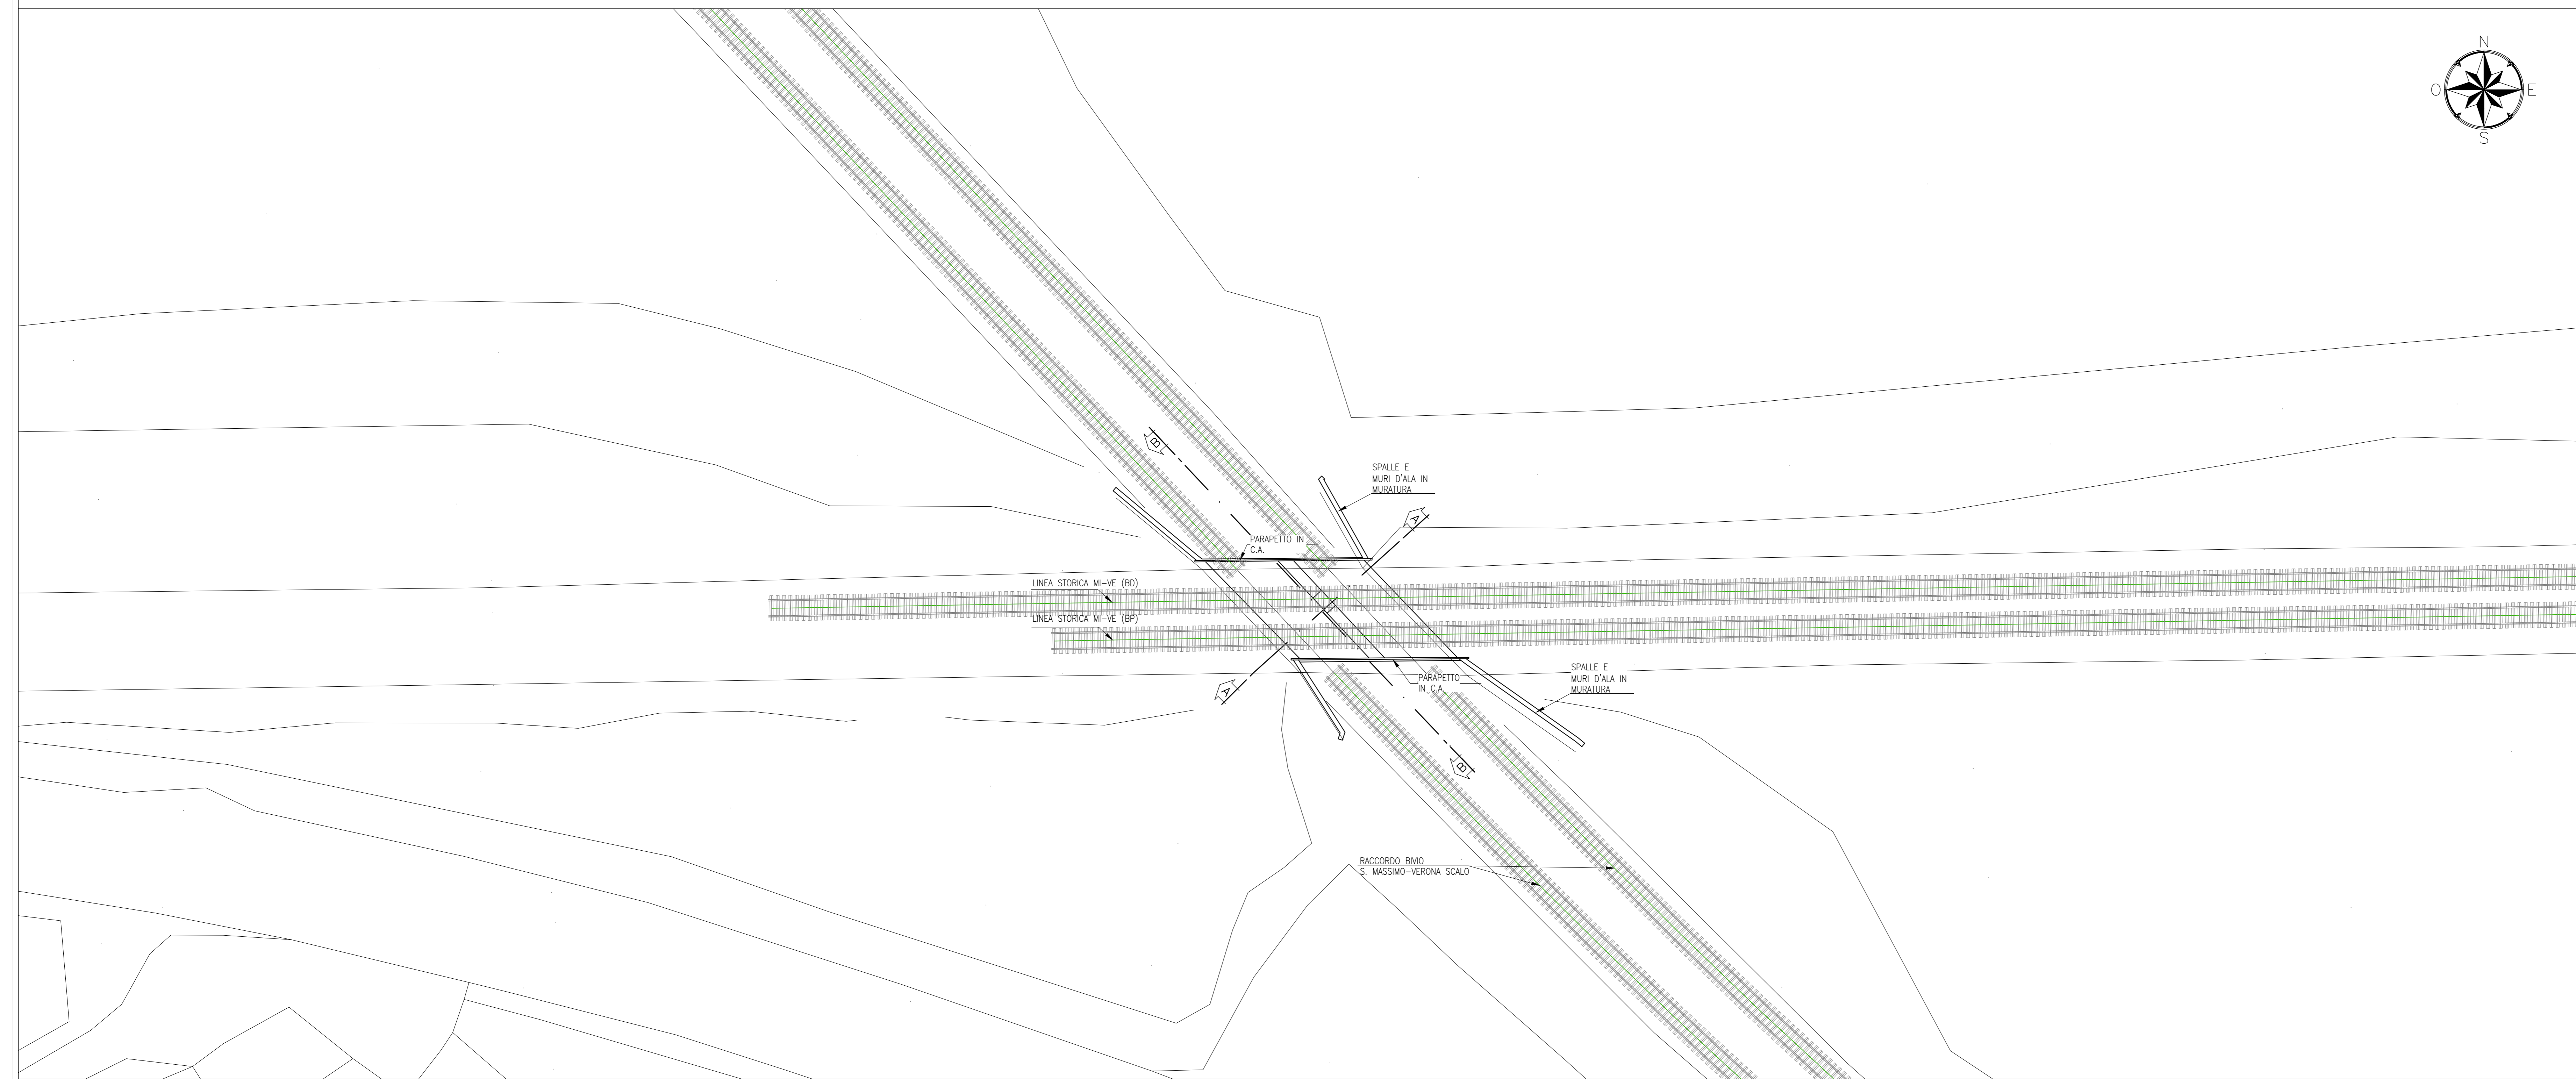 N
O
E
S
B
SPALLE E
MURI D'ALA IN
MURATURA
A
PARAPETTO IN
C.A.
LINEA STORICA MI-VE (BD)
LINEA STORICA MI-VE (BP)
SPALLE E
MURI D'ALA IN
MURATURA
PARAPETTO
IN C.A.
A
B
RACCORDO BIVIO
S. MASSIMO-VERONA SCALO